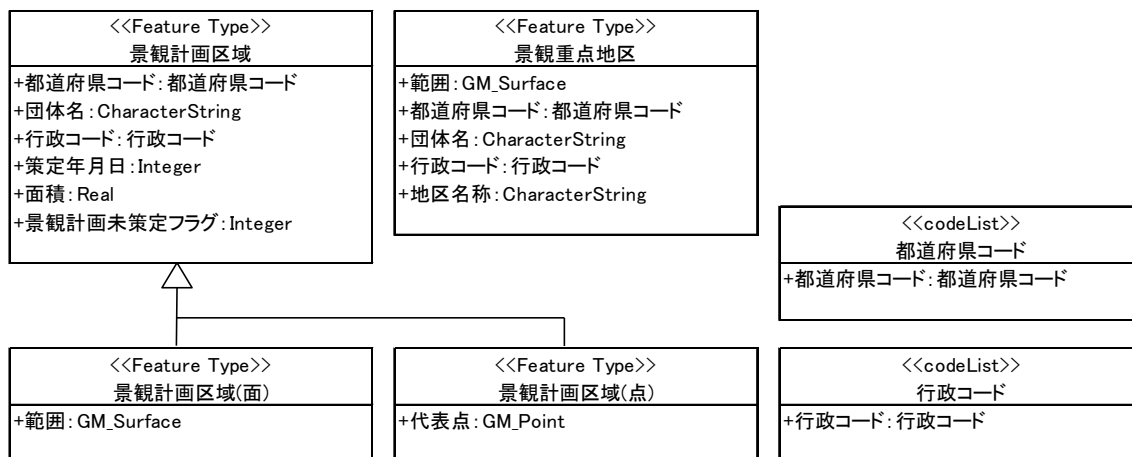 <<Feature Type>>
景観計画区域
+都道府県コード:都道府県コード
+団体名:CharacterString
+行政コード:行政コード
+策定年月日:Integer
+面積:Real
+景観計画未策定フラグ:Integer
<<Feature Type>>
景観重点地区
+範囲:GM_Surface
+都道府県コード:都道府県コード
+団体名:CharacterString
+行政コード:行政コード
+地区名称:CharacterString
<<codeList>>
都道府県コード
+都道府県コード:都道府県コード
<<Feature Type>>
景観計画区域(面)
+範囲:GM_Surface
<<Feature Type>>
景観計画区域(点)
+代表点:GM_Point
<<codeList>>
行政コード
+行政コード:行政コード